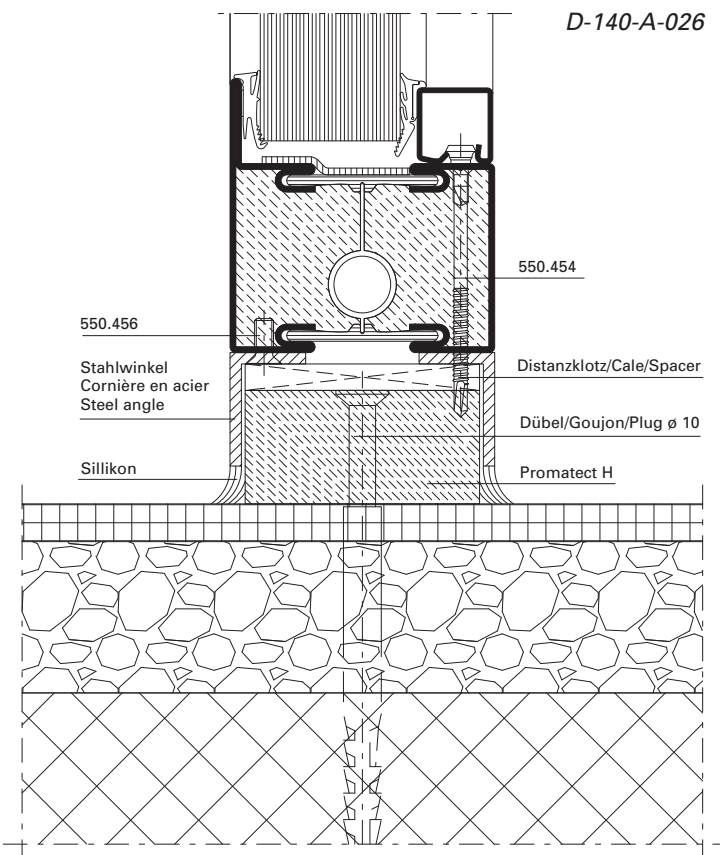 D-140-A-026
550.454
550.456
Stahlwinkel
Cornière en acier
Steel angle
Distanzklotz/Cale/Spacer
Dübel/Goujon/Plug ø 10
Sillikon
Promatect H